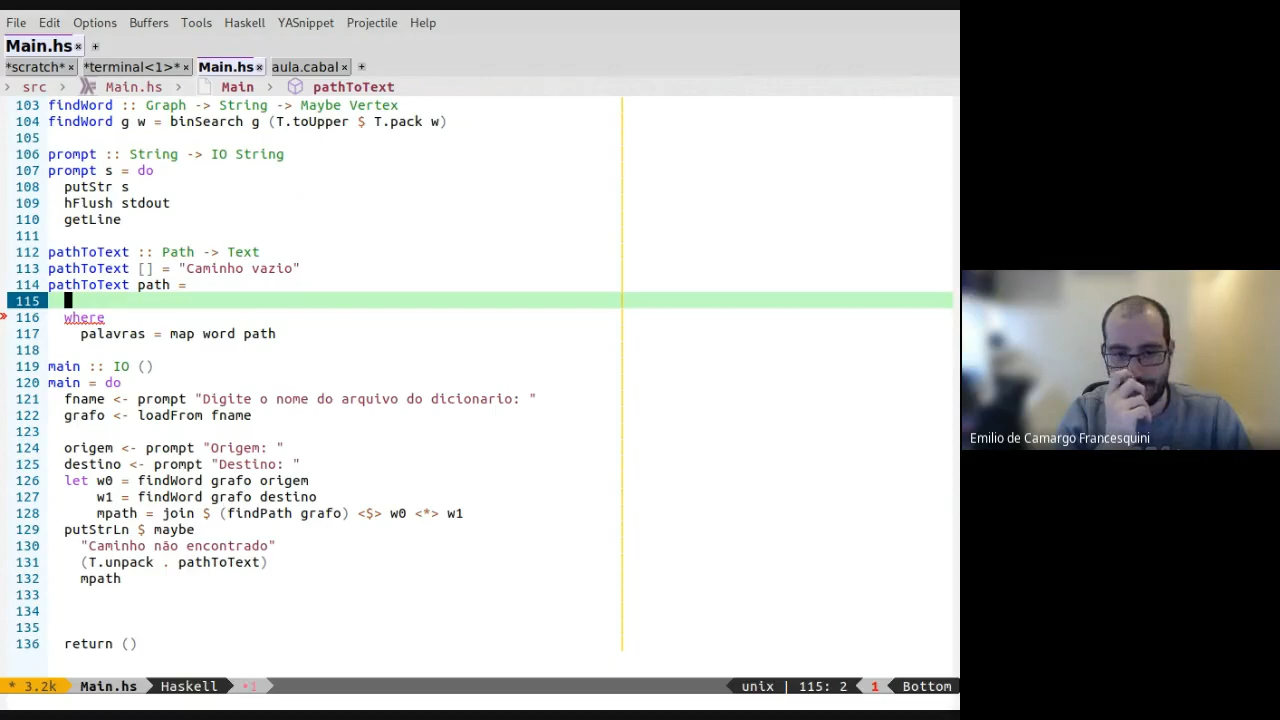 File Edit Options Buffers Tools Haskell YASnippet Projectile Help
Main.hs
*scratch* *terminal<1>* Main.hs aula.cabal
> src > Main.hs > Main > pathToText
103 findWord :: Graph -> String -> Maybe Vertex
104 findWord g w = binSearch g (T.toUpper $ T.pack w)
105
106 prompt :: String -> IO String
107 prompt s = do
108 putStr s
109 hFlush stdout
110 getLine
111
112 pathToText :: Path -> Text
113 pathToText [] = "Caminho vazio"
114 pathToText path =
115
116 where
117 palavras = map word path
118
119 main :: IO ()
120 main = do
121 fname <- prompt "Digite o nome do arquivo do dicionario: "
122 grafo <- loadFrom fname
123
124 origem <- prompt "Origem: "
125 destino <- prompt "Destino: "
126 let w0 = findWord grafo origem
127 w1 = findWord grafo destino
128 mpath = join $ (findPath grafo) <$> w0 <*> w1
129 putStrLn $ maybe
130 "Caminho não encontrado"
131 (T.unpack . pathToText)
132 mpath
133
134
135
136 return ()
* 3.2k Main.hs Haskell •1 unix | 115: 2 1 Bottom
Emilio de Camargo Francesquini